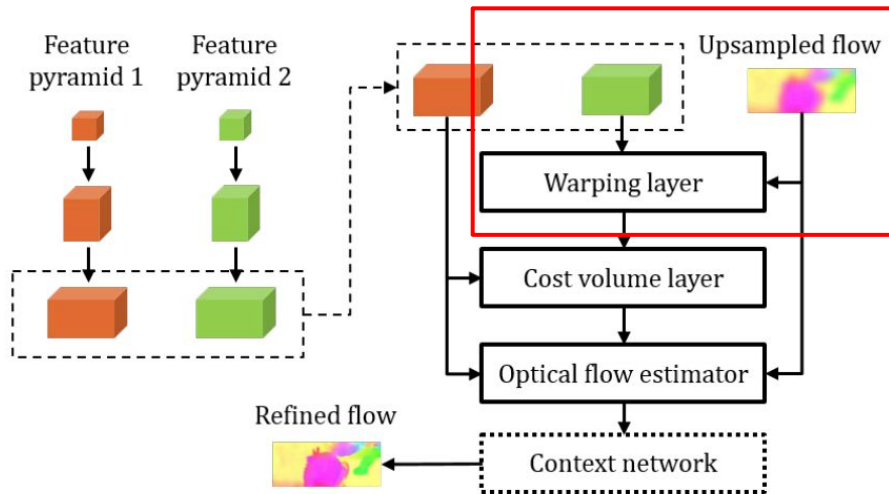 Feature
pyramid 1
Feature
pyramid 2
Upsampled flow
Warping layer
Cost volume layer
Optical flow estimator
Refined flow
Context network